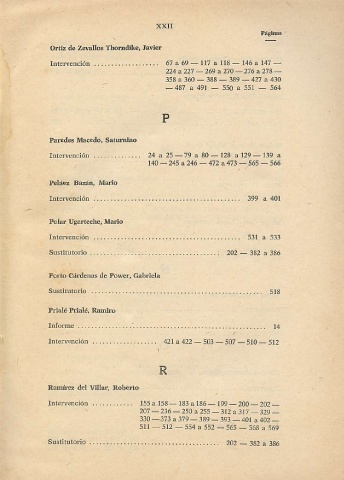 XXII
Páginas
Ortiz de Zevallos Thorndike, Javier
Intervención .................. 67 a 69 — 117 a 118 — 146 a 147 —
224 a 227 — 269 a 270 — 276 a 278 —
358 a 360 — 388 — 389 — 427 a 430
— 487 a 491 — 550 a 551 — 564
P
Paredes Macedo, Saturnino
Intervención .............. 24 a 25 — 79 a 80 — 128 a 129 — 139 a
140 — 245 a 246 — 472 a 473 — 565 — 566
Peláez Bazán, Mario
Intervención ........................................ 399 a 401
Polar Ugarteche, Mario
Intervención ........................................ 531 a 533
Sustitutorio .................................. 202 — 382 a 386
Porto Cárdenas de Power, Gabriela
Sustitutorio ............................................ 518
Prialé Prialé, Ramiro
Informe ................................................ 14
Intervención ................ 421 a 422 — 503 — 507 — 510 — 512
R
Ramírez del Villar, Roberto
Intervención ............ 155 a 158 — 183 a 186 — 199 — 200 — 202 —
207 — 236 — 250 a 255 — 312 a 317 — 329 —
330 — 373 a 379 — 389 — 393 — 401 a 402 —
511 — 512 — 554 a 552 — 565 — 568 a 569
Sustitutorio .................................. 202 — 382 a 386